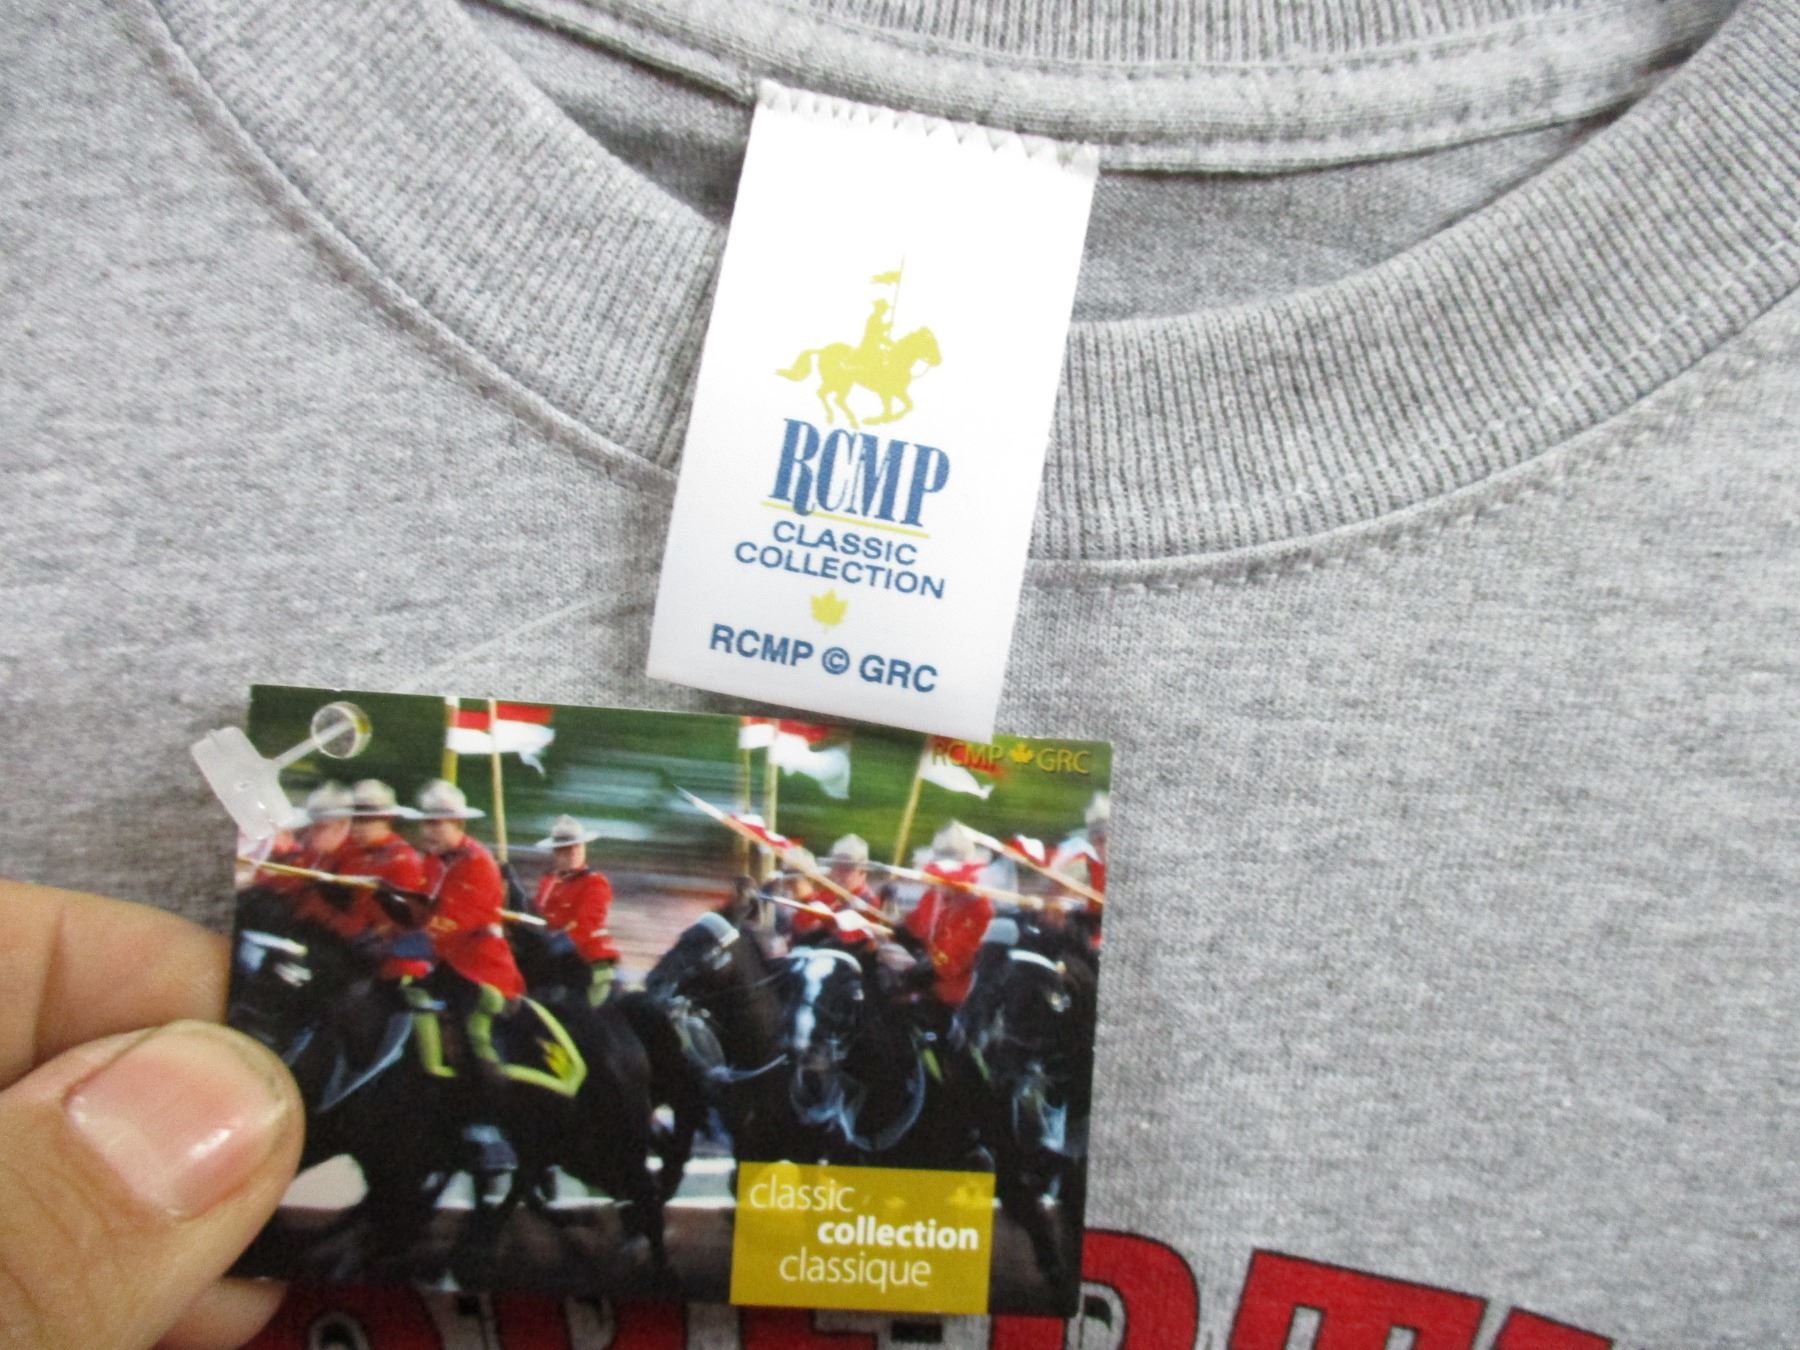 RCMP
CLASSIC
COLLECTION
RCMP © GRC
RCMP GRC
classic
collection
classique